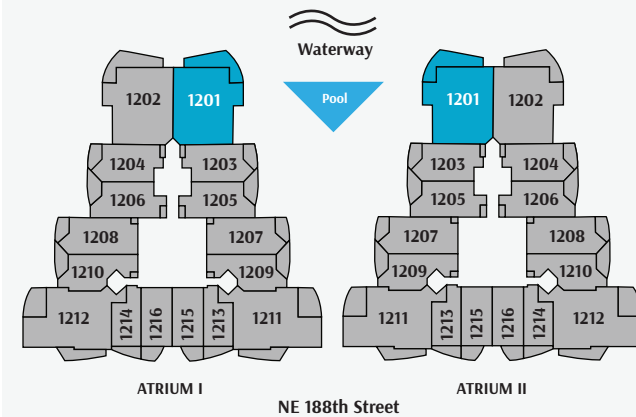 Waterway
Pool
1202 1201
1204 1203
1206 1205
1208 1207
1210 1209
1212 1214 1216 1215 1213 1211
ATRIUM I
1201 1202
1203 1204
1205 1206
1207 1208
1209 1210
1211 1213 1215 1216 1214 1212
ATRIUM II
NE 188th Street